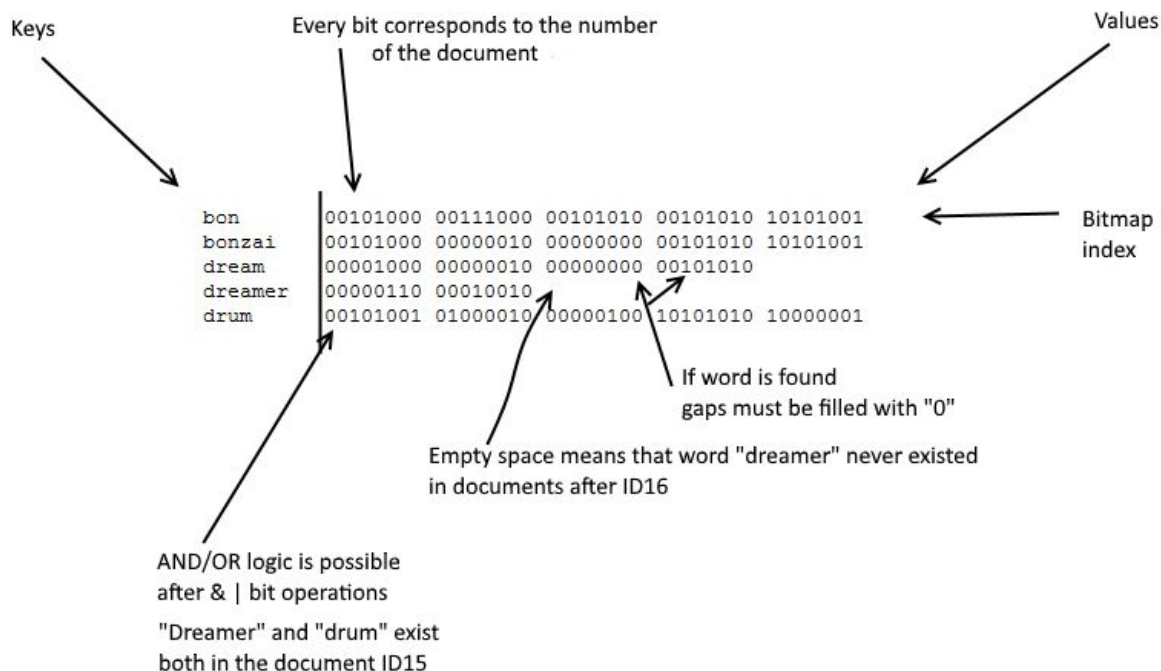 Keys
Every bit corresponds to the number
of the document
Values
bon 00101000 00111000 00101010 00101010 10101001
bonzai 00101000 00000010 00000000 00101010 10101001
dream 00001000 00000010 00000000 00101010
dreamer 00000110 00010010
drum 00101001 01000010 00000100 10101010 10000001
Bitmap
index
If word is found
gaps must be filled with "0"
Empty space means that word "dreamer" never existed
in documents after ID16
AND/OR logic is possible
after & | bit operations
"Dreamer" and "drum" exist
both in the document ID15